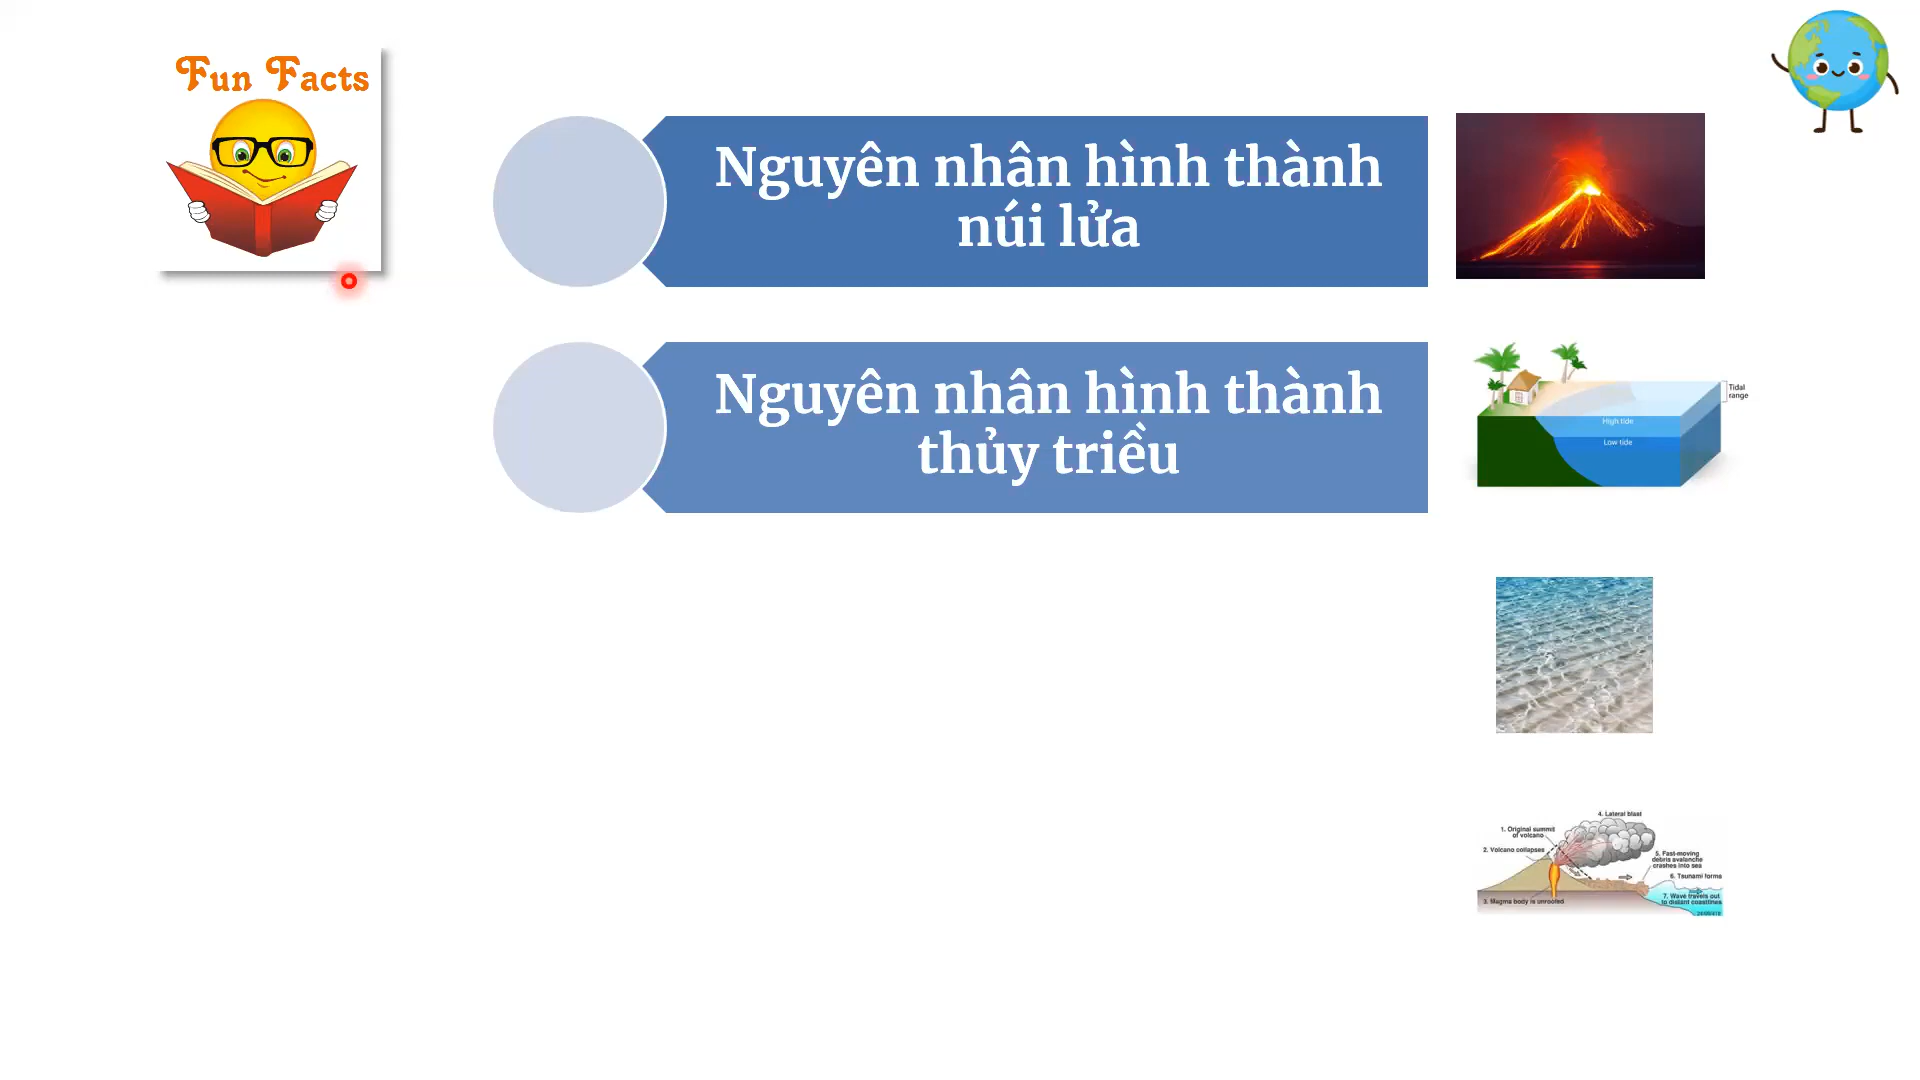 Fun Facts
Nguyên nhân hình thành
núi lửa
Nguyên nhân hình thành
thủy triều
Tidal
range
High tide
Low tide
4. Lateral blast
1. Original summit
of volcano
2. Volcano collapses
5. Fast-moving
debris avalanche
crashes into sea
6. Tsunami forms
7. Wave travels out
to distant coastlines
3. Magma body is unroofed